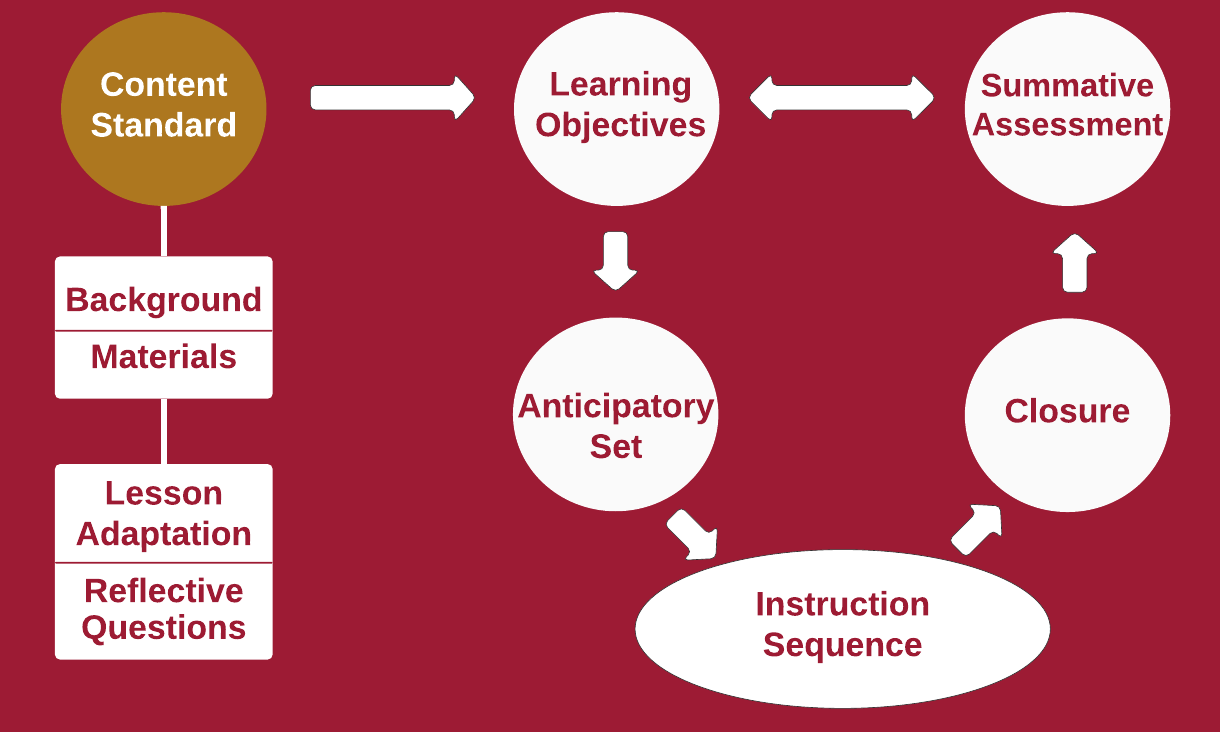 Content
Standard
Learning
Objectives
Summative
Assessment
Background
Materials
Anticipatory
Set
Closure
Lesson
Adaptation
Reflective
Questions
Instruction
Sequence